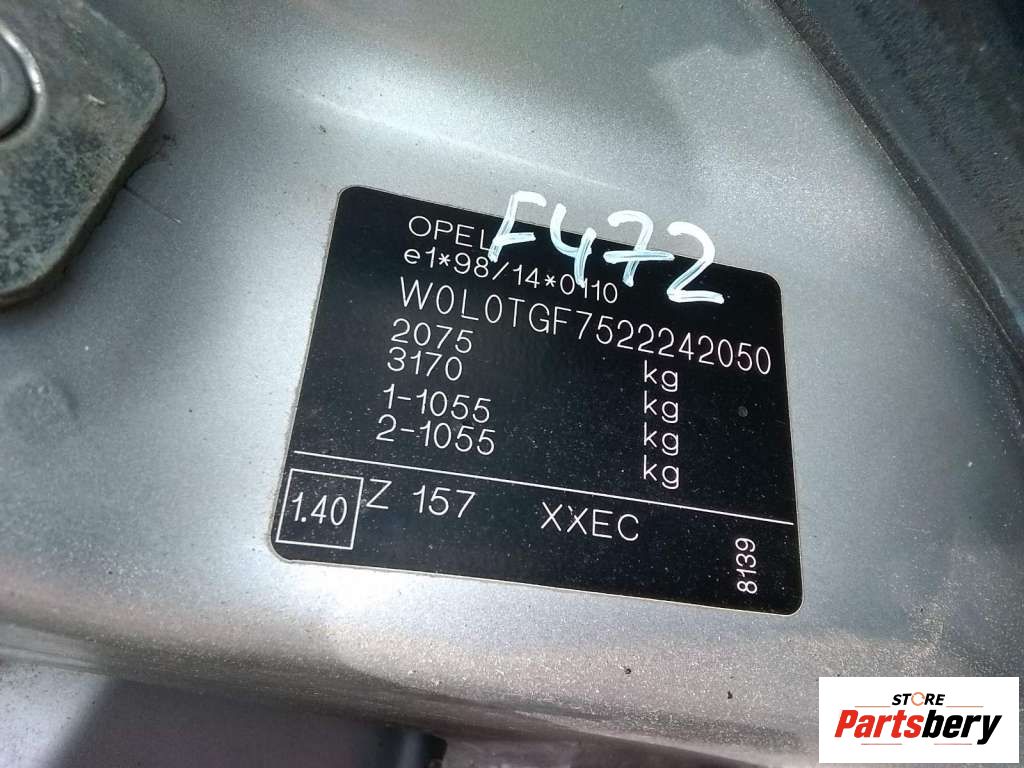 F472
OPEL
e1*98/14*0110
W0L0TGF7522242050
2075 kg
3170 kg
1-1055 kg
2-1055 kg
1.40 Z 157 XXEC 8139
STORE
Partsbery